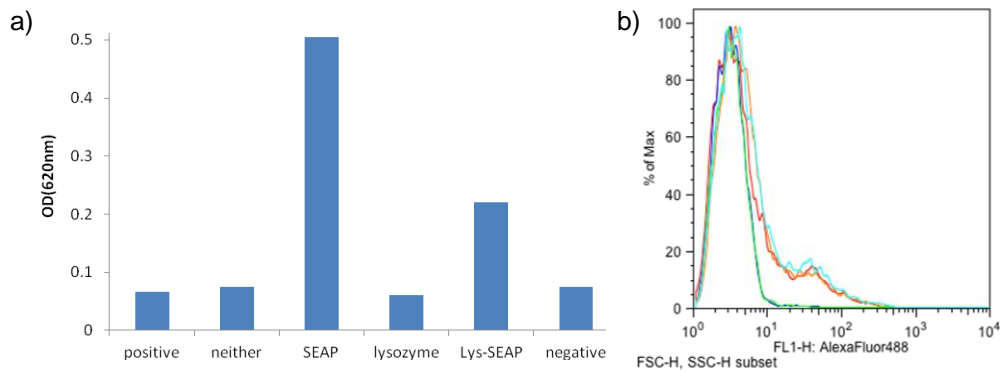 a)
OD(620nm)
0.5
0.4
0.3
0.2
0.1
0
positive neither SEAP lysozyme Lys-SEAP negative
b)
% of Max
100
80
60
40
20
0
10^0 10^1 10^2 10^3 10^4
FL1-H: AlexaFluor488
FSC-H, SSC-H subset